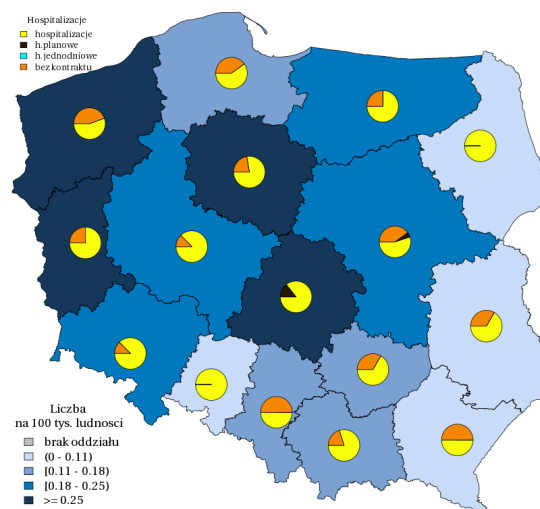 Hospitalizacje
hospitalizacje
h.planowe
h.jednodniowe
bez kontraktu
Liczba
na 100 tys. ludnosci
brak oddziału
(0 - 0.11)
[0.11 - 0.18)
[0.18 - 0.25)
>= 0.25